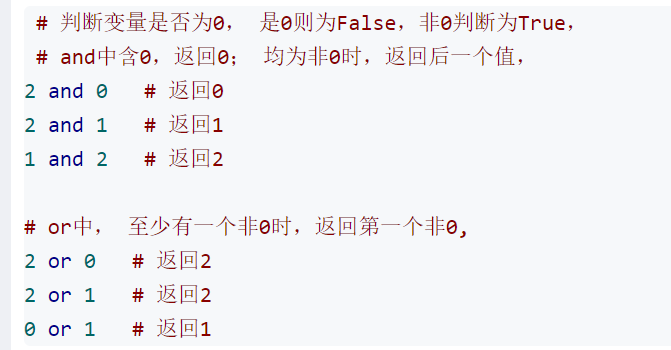 # 判断变量是否为0， 是0则为False，非0判断为True，
# and中含0，返回0； 均为非0时，返回后一个值，
2 and 0   # 返回0
2 and 1   # 返回1
1 and 2   # 返回2
# or中， 至少有一个非0时，返回第一个非0,
2 or 0   # 返回2
2 or 1   # 返回2
0 or 1   # 返回1